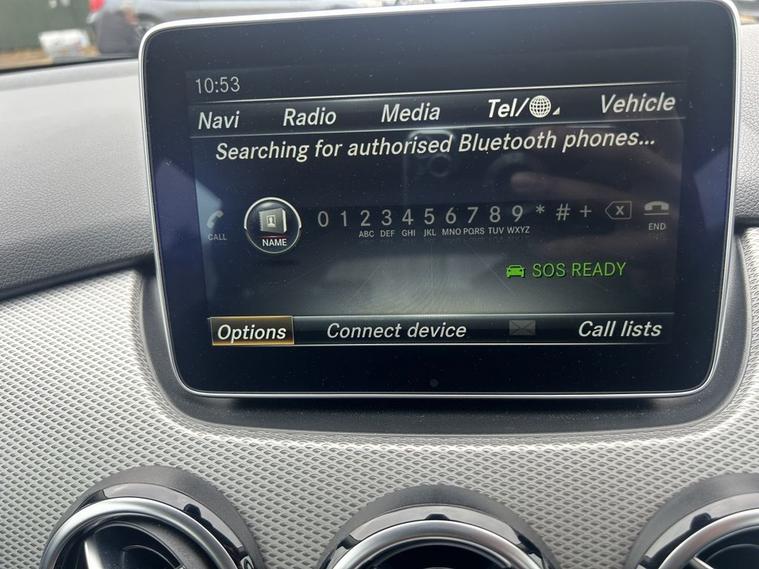 10:53
Navi Radio Media Tel/ Vehicle
Searching for authorised Bluetooth phones...
0 1 2 3 4 5 6 7 8 9 * # +
ABC DEF GHI JKL MNO PQRS TUV WXYZ
CALL NAME END
SOS READY
Options Connect device Call lists